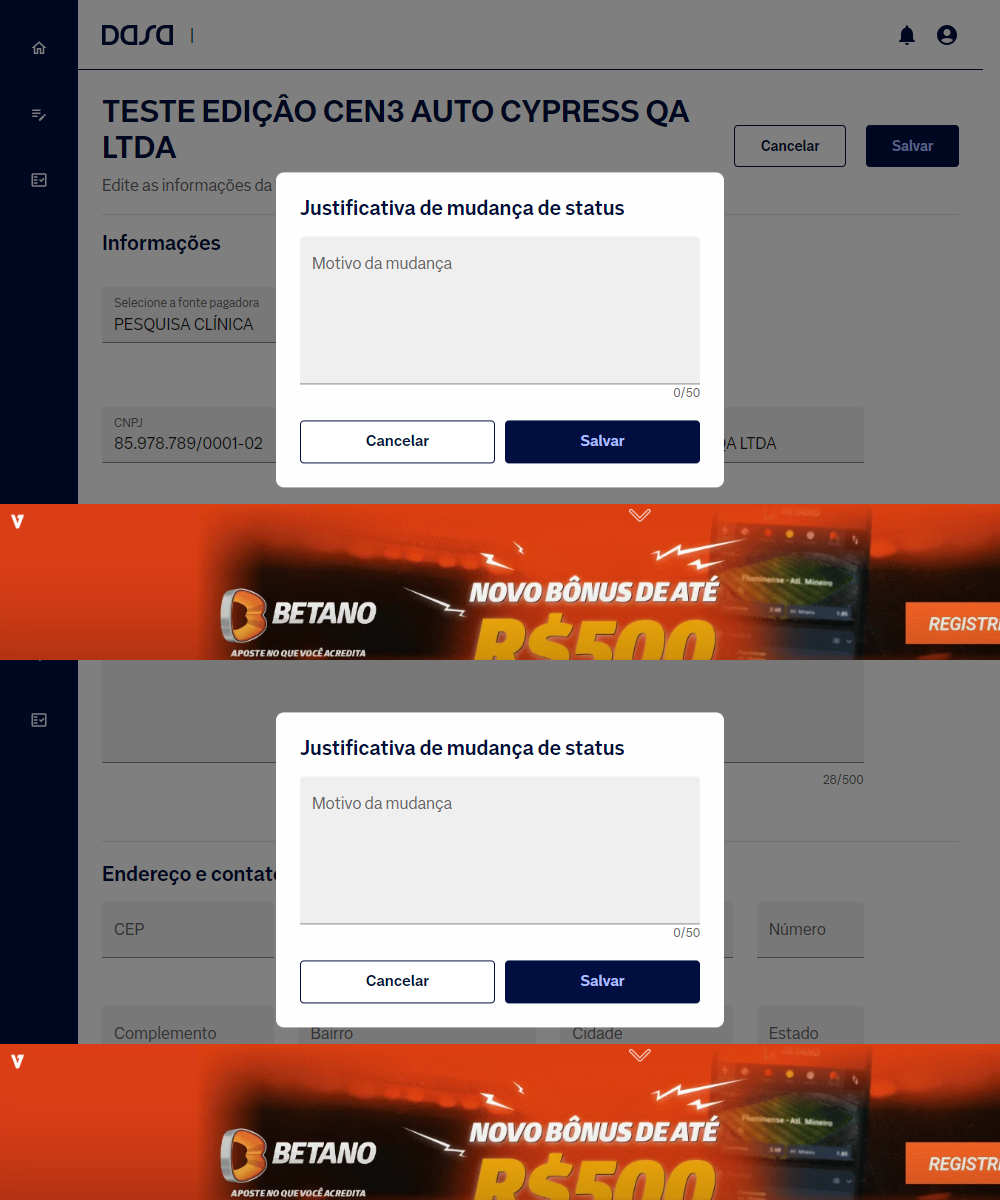 DASA |
TESTE EDIÇÂO CEN3 AUTO CYPRESS QA
LTDA
Cancelar
Salvar
Edite as informações da
Justificativa de mudança de status
Informações
Motivo da mudança
Selecione a fonte pagadora
PESQUISA CLÍNICA
0/50
CNPJ
85.978.789/0001-02
QA LTDA
Cancelar
Salvar
V
BETANO
APOSTE NO QUE VOCÊ ACREDITA
NOVO BÔNUS DE ATÉ
R$500
Fluminense - Atl. Mineiro
REGISTR
28/500
Justificativa de mudança de status
Motivo da mudança
0/50
Endereço e contat
CEP
Número
Cancelar
Salvar
Complemento
Bairro
Cidade
Estado
V
BETANO
APOSTE NO QUE VOCÊ ACREDITA
NOVO BÔNUS DE ATÉ
R$500
Fluminense - Atl. Mineiro
REGISTR